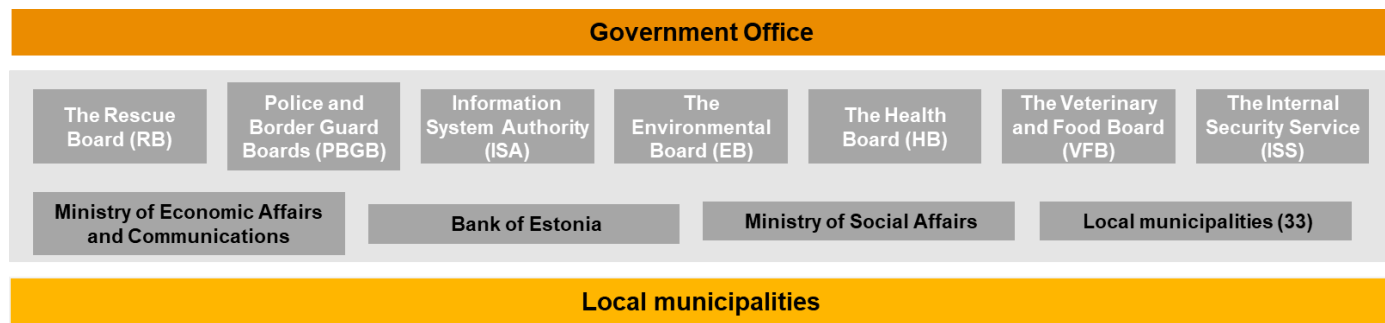 Government Office
The Rescue
Board (RB)
Police and
Border Guard
Boards (PBGB)
Information
System Authority
(ISA)
The
Environmental
Board (EB)
The Health
Board (HB)
The Veterinary
and Food Board
(VFB)
The Internal
Security Service
(ISS)
Ministry of Economic Affairs
and Communications
Bank of Estonia
Ministry of Social Affairs
Local municipalities (33)
Local municipalities